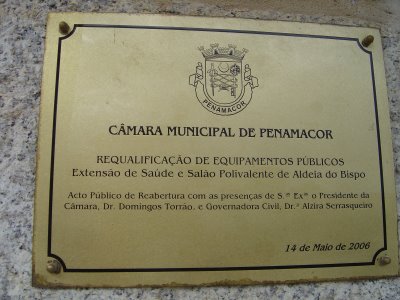 PENAMACOR
CÂMARA MUNICIPAL DE PENAMACOR
REQUALIFICAÇÃO DE EQUIPAMENTOS PÚBLICOS
Extensão de Saúde e Salão Polivalente de Aldeia do Bispo
Acto Público de Reabertura com as presenças de S.ª Exª o Presidente da
Câmara, Dr. Domingos Torrão, e Governadora Civil, Dr.ª Alzira Serrasqueiro
14 de Maio de 2006